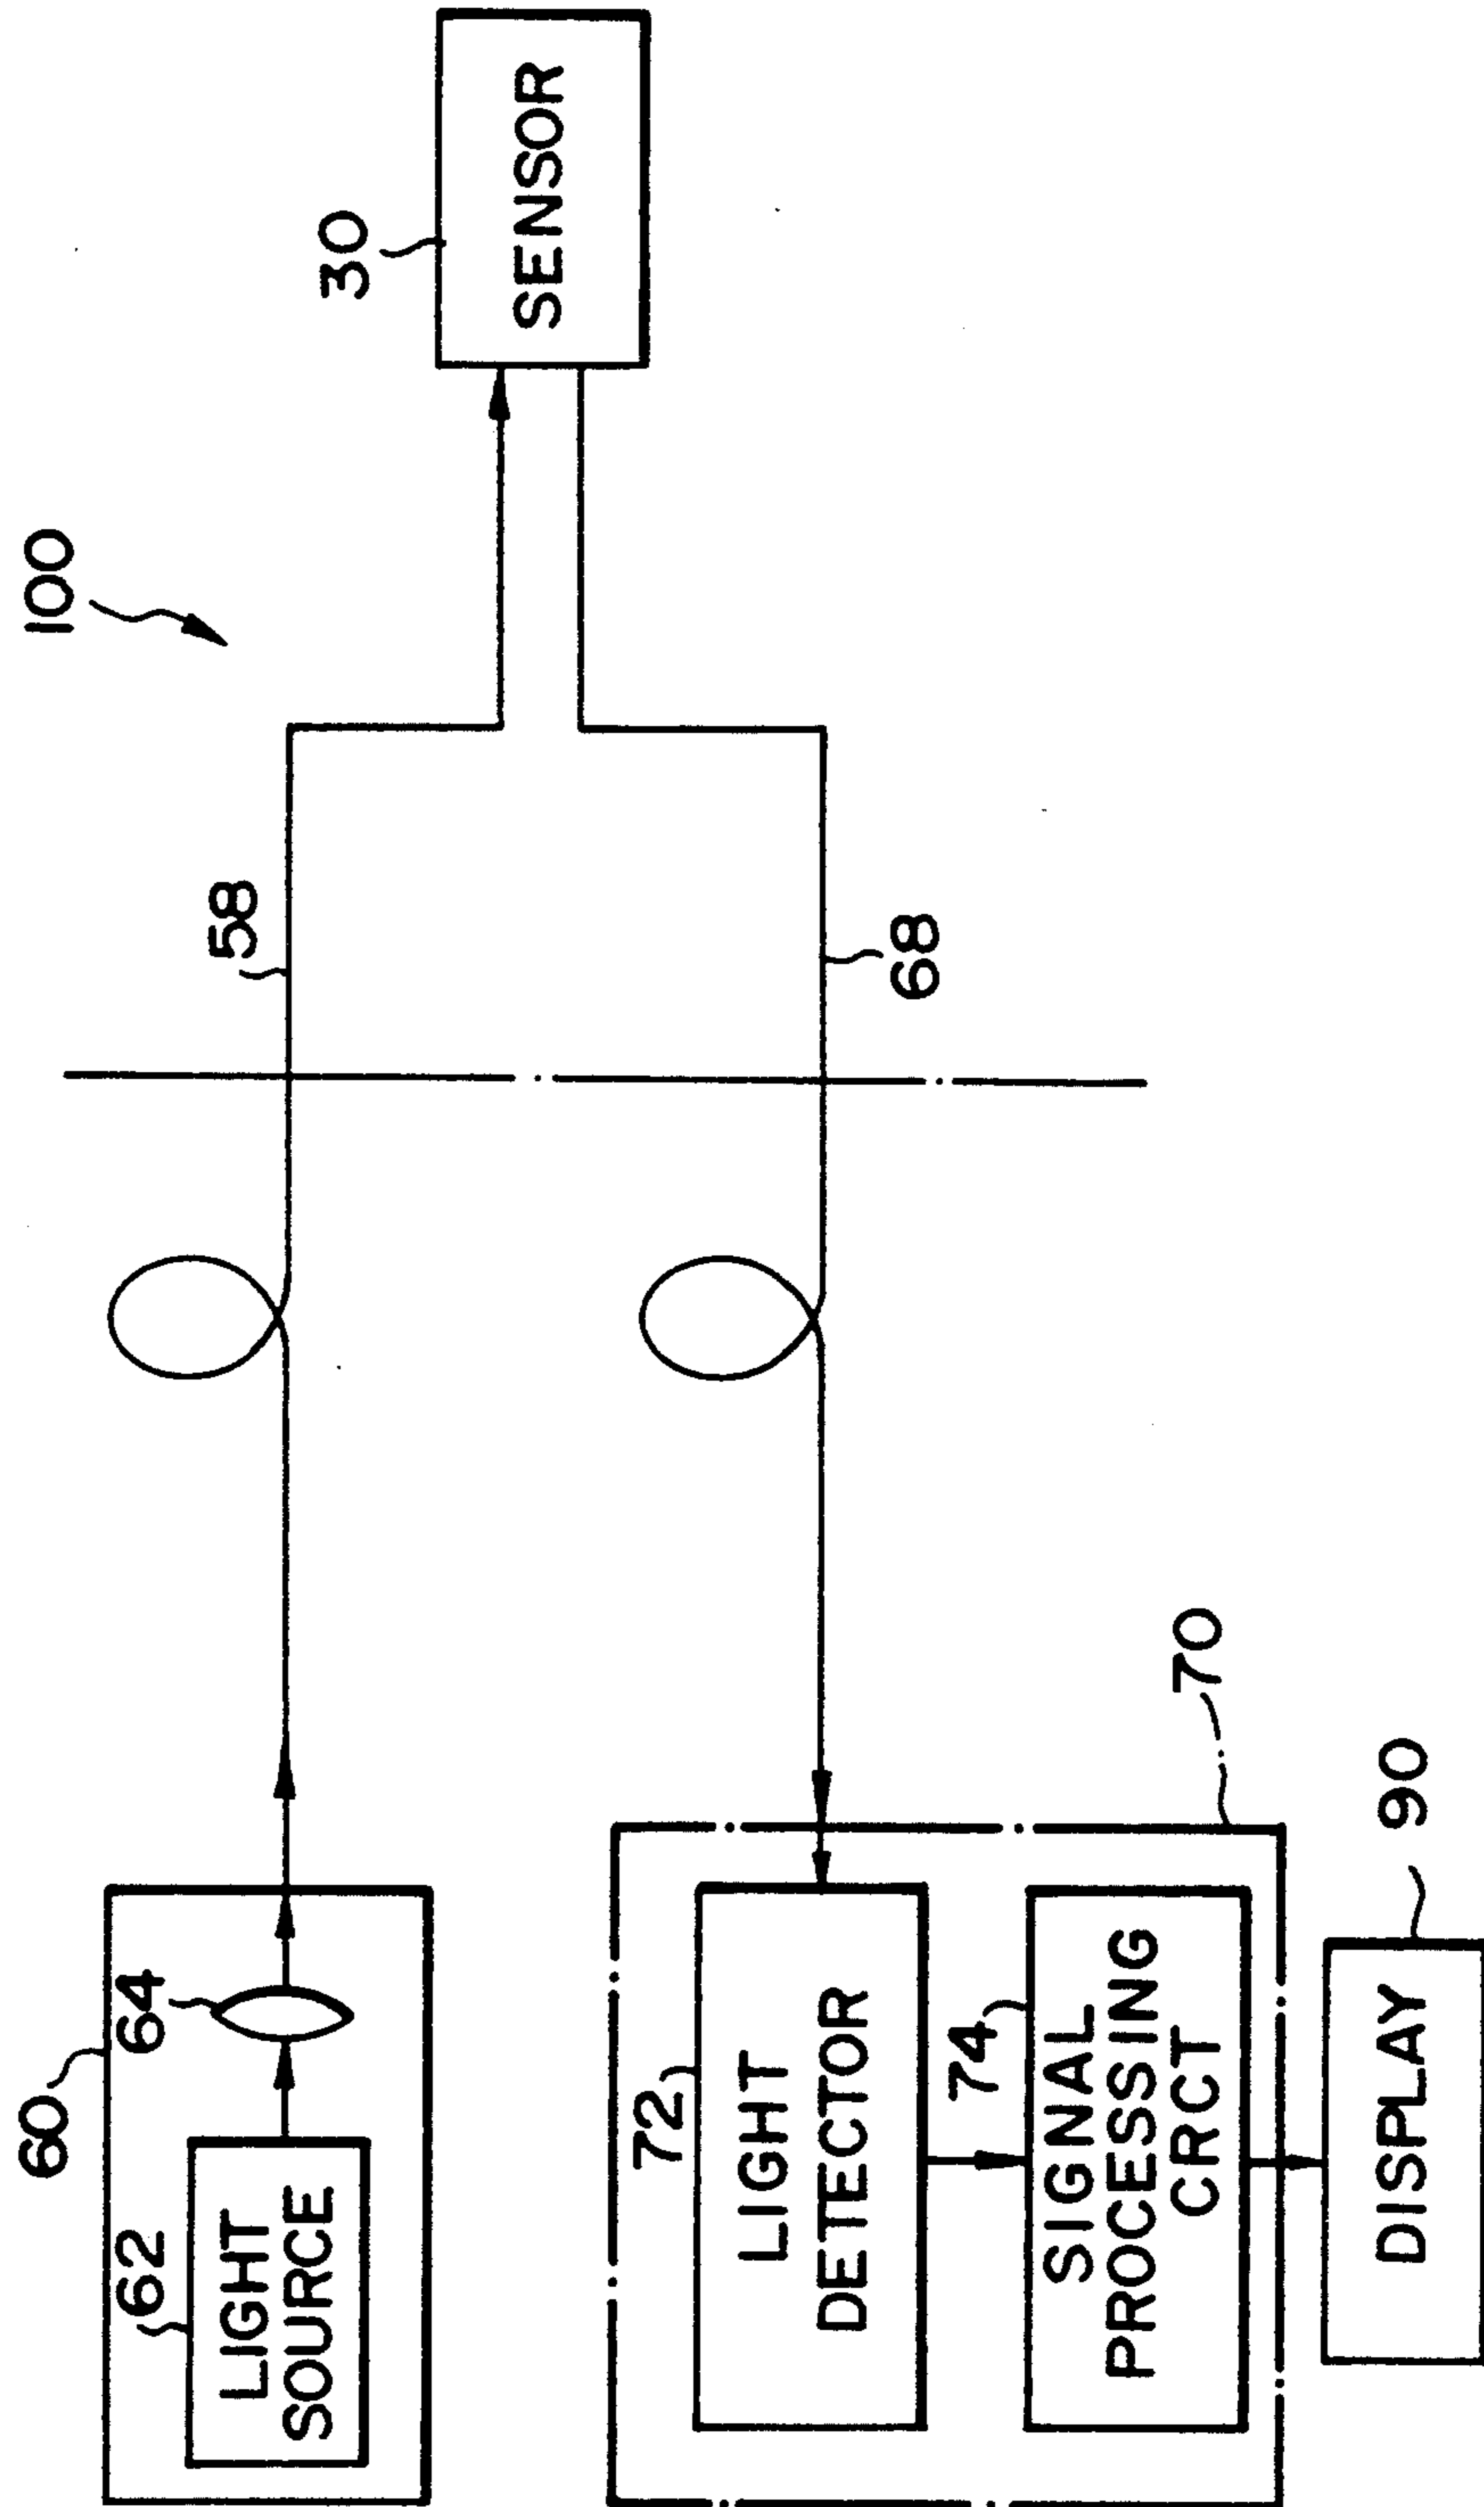 100
30
SENSOR
58
68
60
62
64
LIGHT
SOURCE
72
LIGHT
DETECTOR
74
SIGNAL
PROCESSING
CRCT
70
90
DISPLAY